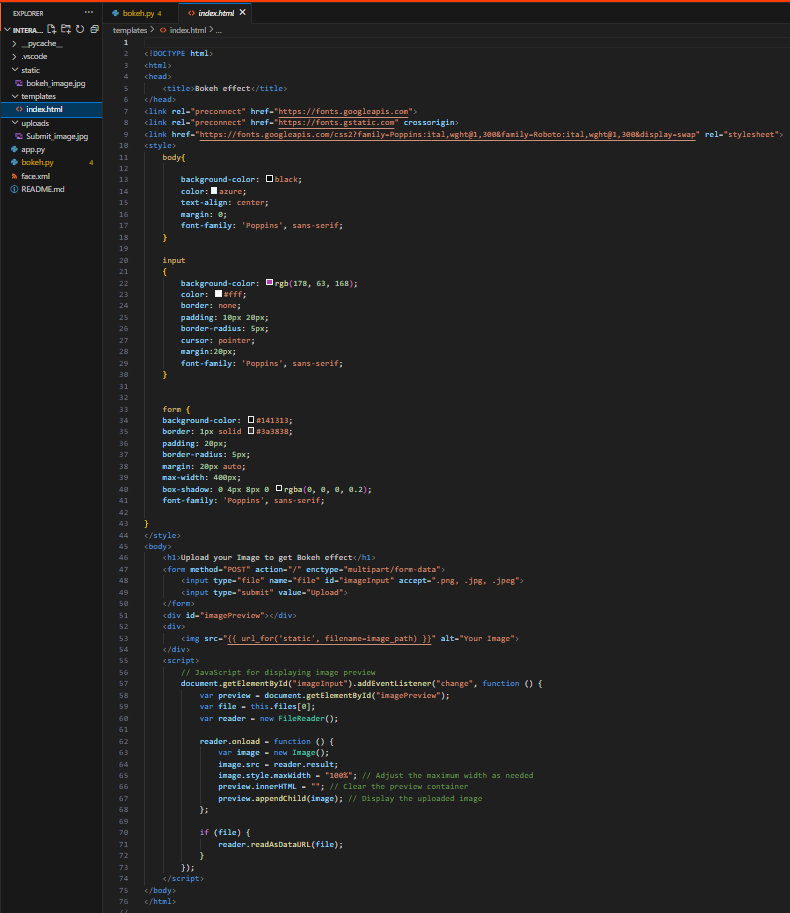 EXPLORER ...
bokeh.py 4
index.html
INTERA...
templates > index.html > ...
__pycache__
.vscode
static
bokeh_image.jpg
templates
index.html
uploads
Submit_image.jpg
app.py
bokeh.py 4
face.xml
README.md
1
2 <!DOCTYPE html>
3 <html>
4 <head>
5 <title>Bokeh effect</title>
6 </head>
7 <link rel="preconnect" href="https://fonts.googleapis.com">
8 <link rel="preconnect" href="https://fonts.gstatic.com" crossorigin>
9 <link href="https://fonts.googleapis.com/css2?family=Poppins:ital,wght@1,300&family=Roboto:ital,wght@1,300&display=swap" rel="stylesheet">
10 <style>
11 body{
12
13 background-color: black;
14 color: azure;
15 text-align: center;
16 margin: 0;
17 font-family: 'Poppins', sans-serif;
18 }
19
20 input
21 {
22 background-color: rgb(178, 63, 168);
23 color: #fff;
24 border: none;
25 padding: 10px 20px;
26 border-radius: 5px;
27 cursor: pointer;
28 margin:20px;
29 font-family: 'Poppins', sans-serif;
30 }
31
32
33 form {
34 background-color: #141313;
35 border: 1px solid #3a3838;
36 padding: 20px;
37 border-radius: 5px;
38 margin: 20px auto;
39 max-width: 400px;
40 box-shadow: 0 4px 8px 0 rgba(0, 0, 0, 0.2);
41 font-family: 'Poppins', sans-serif;
42
43 }
44 </style>
45 <body>
46 <h1>Upload your Image to get Bokeh effect</h1>
47 <form method="POST" action="/" enctype="multipart/form-data">
48 <input type="file" name="file" id="imageInput" accept=".png, .jpg, .jpeg">
49 <input type="submit" value="Upload">
50 </form>
51 <div id="imagePreview"></div>
52 <div>
53 <img src="{{ url_for('static', filename=image_path) }}" alt="Your Image">
54 </div>
55 <script>
56 // JavaScript for displaying image preview
57 document.getElementById("imageInput").addEventListener("change", function () {
58 var preview = document.getElementById("imagePreview");
59 var file = this.files[0];
60 var reader = new FileReader();
61
62 reader.onload = function () {
63 var image = new Image();
64 image.src = reader.result;
65 image.style.maxWidth = "100%"; // Adjust the maximum width as needed
66 preview.innerHTML = ""; // Clear the preview container
67 preview.appendChild(image); // Display the uploaded image
68 };
69
70 if (file) {
71 reader.readAsDataURL(file);
72 }
73 });
74 </script>
75 </body>
76 </html>